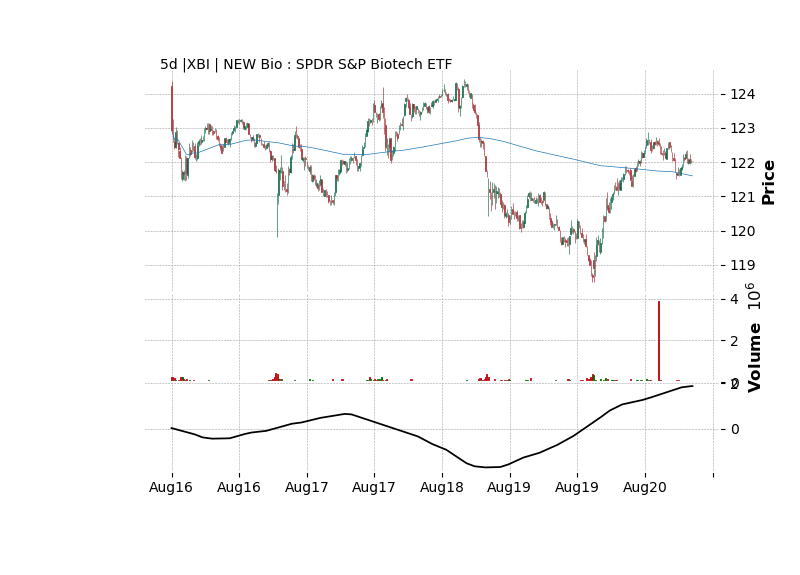 5d |XBI | NEW Bio : SPDR S&P Biotech ETF
124
123
122
121
120
119
Price
4
2
0
Volume 10^6
2
0
Aug16 Aug16 Aug17 Aug17 Aug18 Aug19 Aug19 Aug20